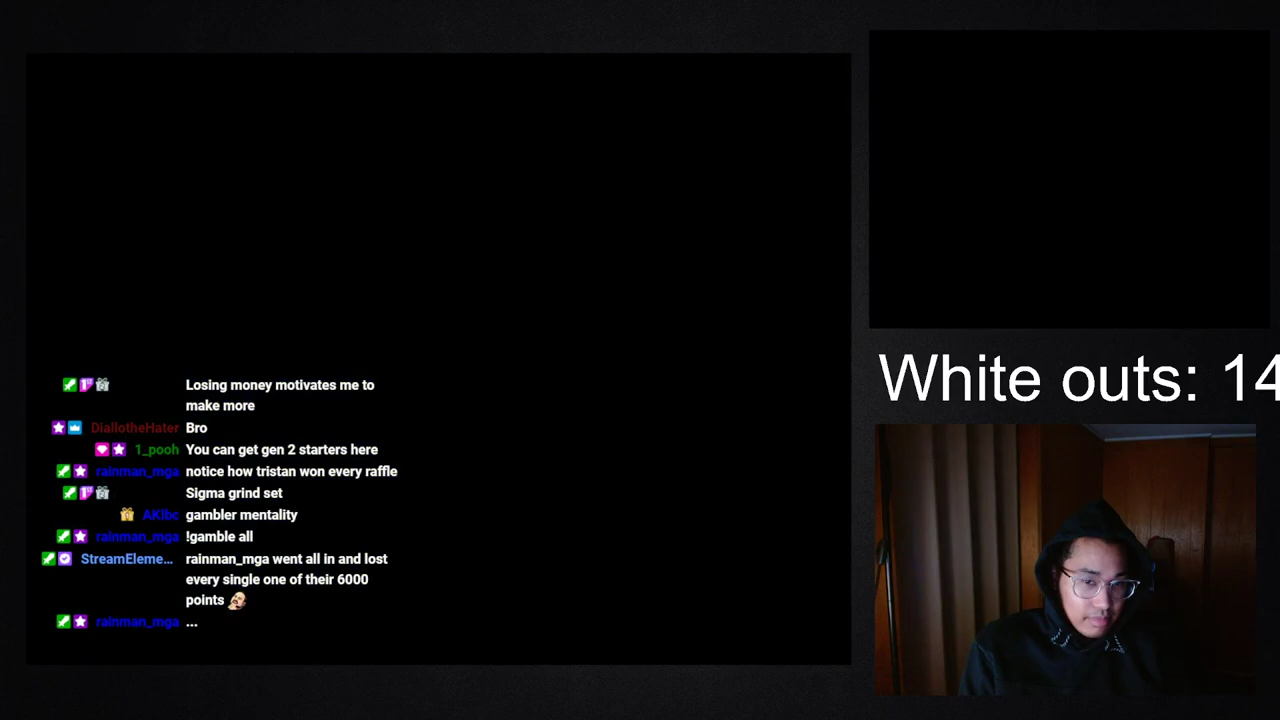 Losing money motivates me to
make more
DiallotheHater Bro
1_pooh You can get gen 2 starters here
rainman_mga notice how tristan won every raffle
Sigma grind set
AKlbc gambler mentality
rainman_mga !gamble all
StreamEleme... rainman_mga went all in and lost
every single one of their 6000
points
rainman_mga ...
White outs: 14